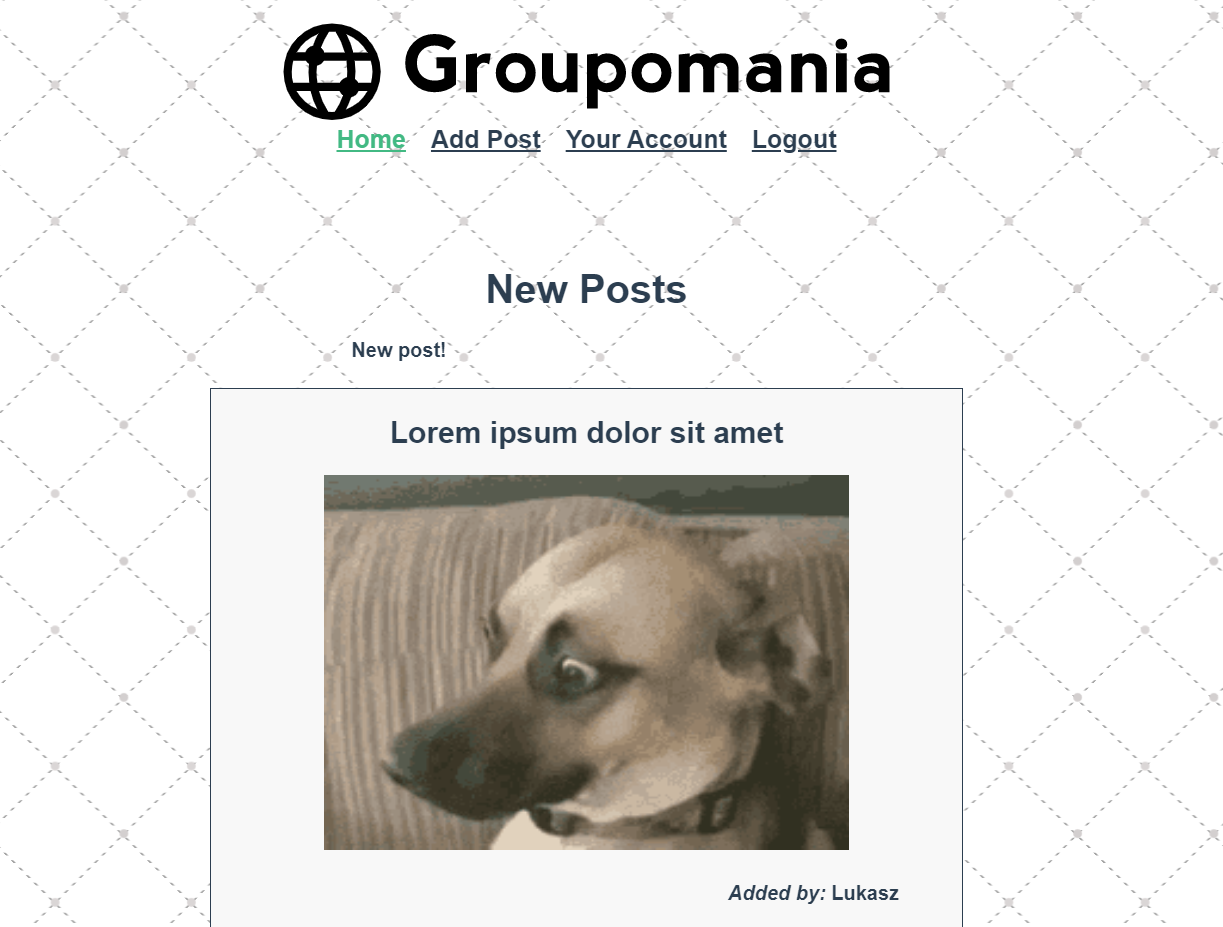 Groupomania
Home Add Post Your Account Logout
New Posts
New post!
Lorem ipsum dolor sit amet
Added by: Lukasz